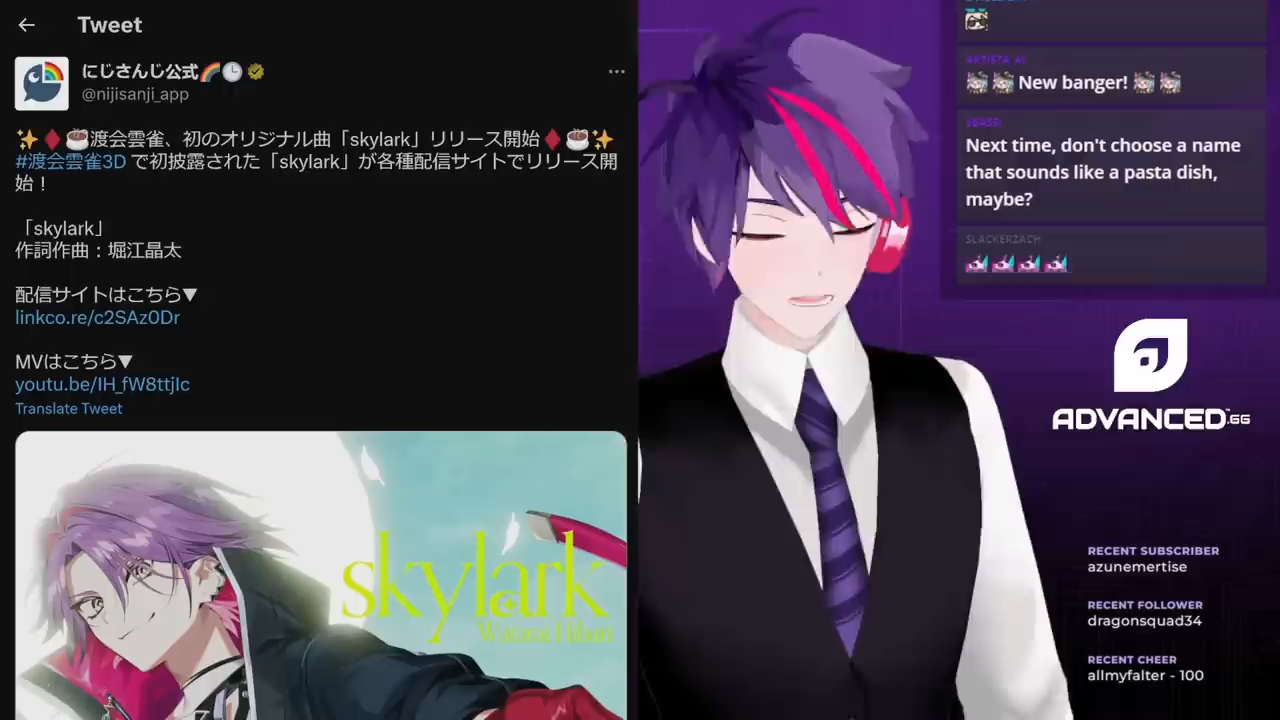 Tweet
にじさんじ公式🌈🕒
@nijisanji_app
✨♦️☕渡会雲雀、初のオリジナル曲「skylark」リリース開始♦️☕✨
#渡会雲雀3D で初披露された「skylark」が各種配信サイトでリリース開
始！
「skylark」
作詞作曲：堀江晶太
配信サイトはこちら▼
linkco.re/c2SAz0Dr
MVはこちら▼
youtu.be/IH_fW8ttjIc
Translate Tweet
skylark
Watarai Hibari
ARTISTA AI
New banger!
Next time, don't choose a name
that sounds like a pasta dish,
maybe?
SLACKERZACH
ADVANCED.GG
RECENT SUBSCRIBER
azunemertise
RECENT FOLLOWER
dragonsquad34
RECENT CHEER
allmyfalter - 100